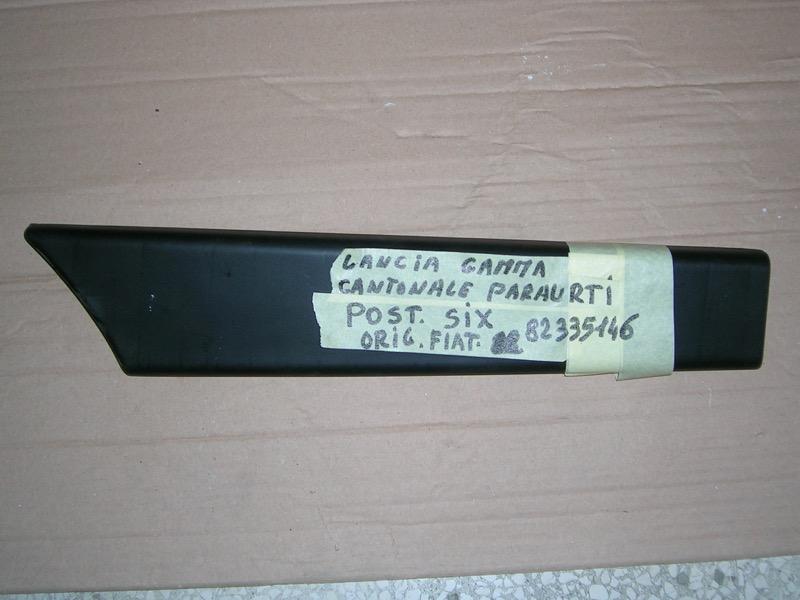 LANCIA GAMMA
CANTONALE PARAURTI
POST. SIX
ORIG. FIAT. 82335146